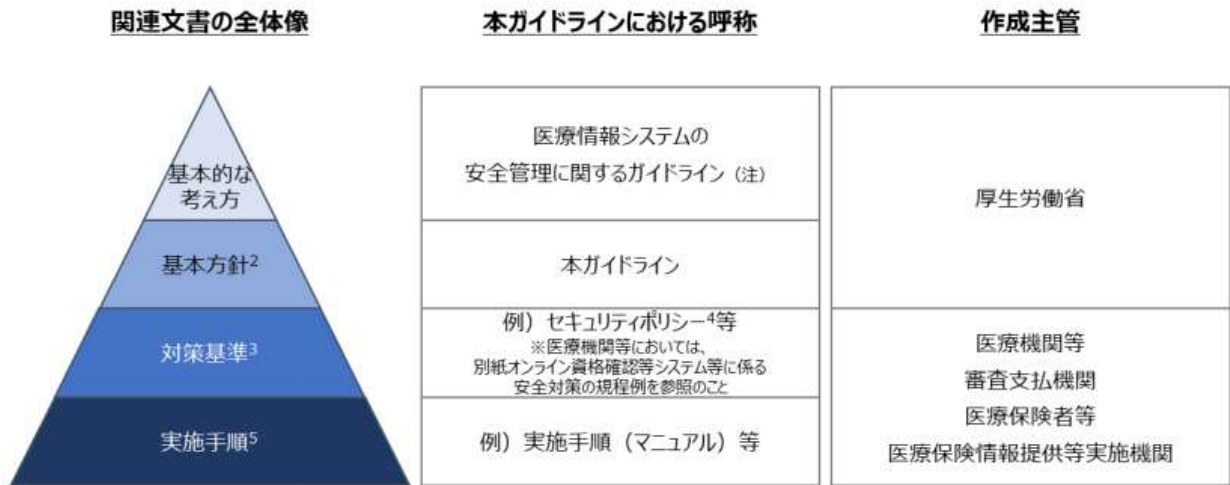 関連文書の全体像
本ガイドラインにおける呼称
作成主管
基本的な
考え方
医療情報システムの
安全管理に関するガイドライン（注）
厚生労働省
基本方針2
本ガイドライン
対策基準3
例）セキュリティポリシー4等
※医療機関等においては、
別紙オンライン資格確認等システム等に係る
安全対策の規程例を参照のこと
医療機関等
審査支払機関
医療保険者等
医療保険情報提供等実施機関
実施手順5
例）実施手順（マニュアル）等